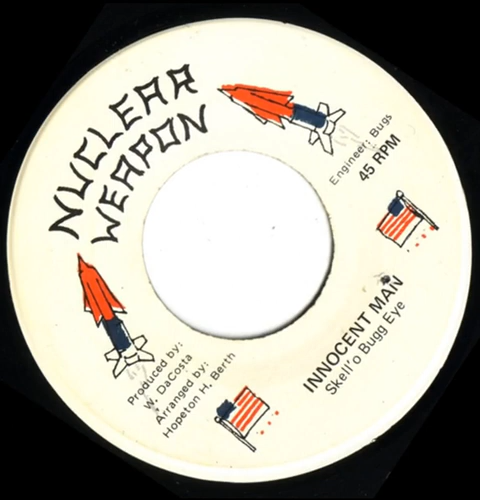 NUCLEAR
WEAPON
Engineer: Bugs
45 RPM
INNOCENT MAN
Skell'o Bugg Eye
Produced by:
W. DaCosta
Arranged by:
Hopeton H. Berth